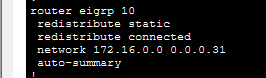 router eigrp 10
redistribute static
redistribute connected
network 172.16.0.0 0.0.0.31
auto-summary
!